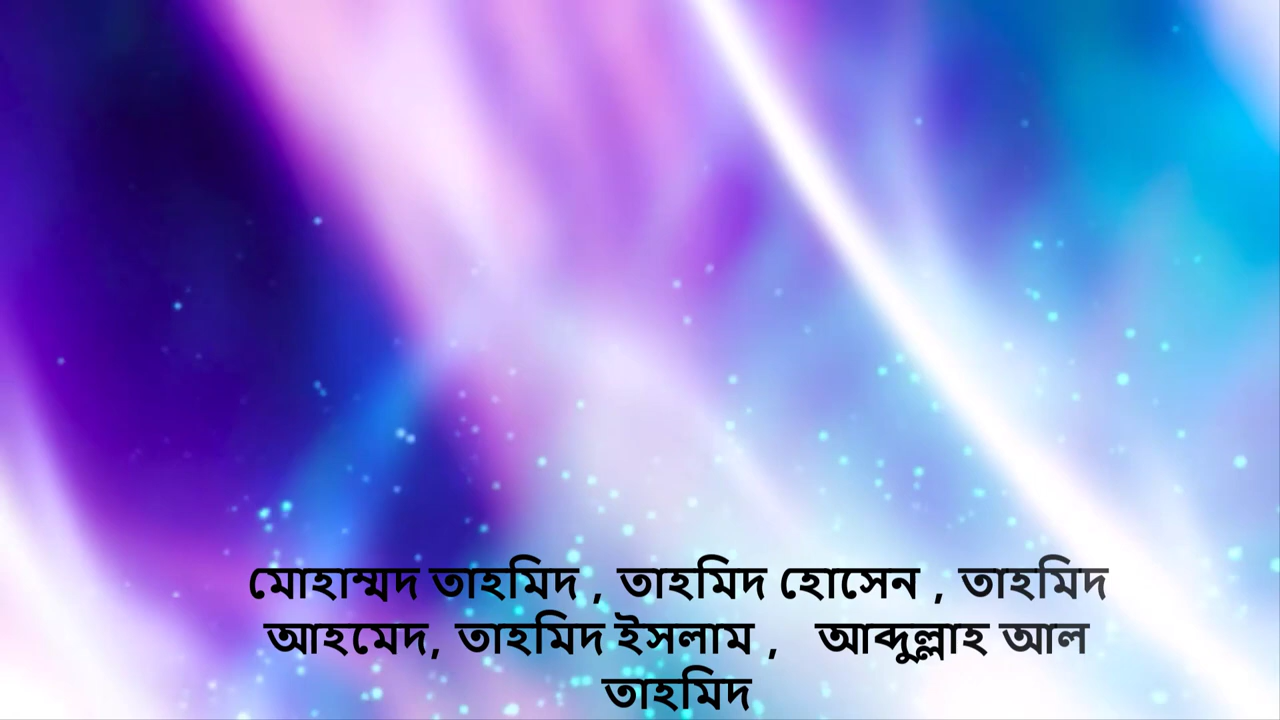 মোহাম্মদ তাহমিদ , তাহমিদ হোসেন , তাহমিদ
আহমেদ, তাহমিদ ইসলাম , আব্দুল্লাহ আল
তাহমিদ